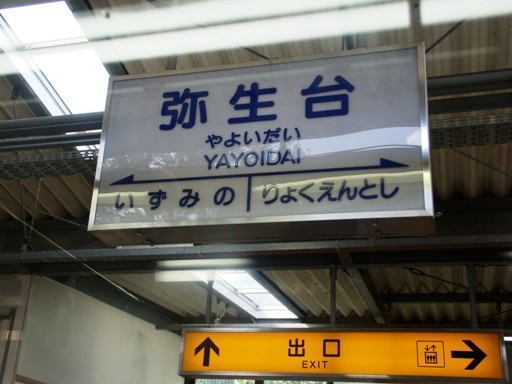 弥生台
やよいだい
YAYOIDAI
いずみの りょくえんとし
出口
EXIT